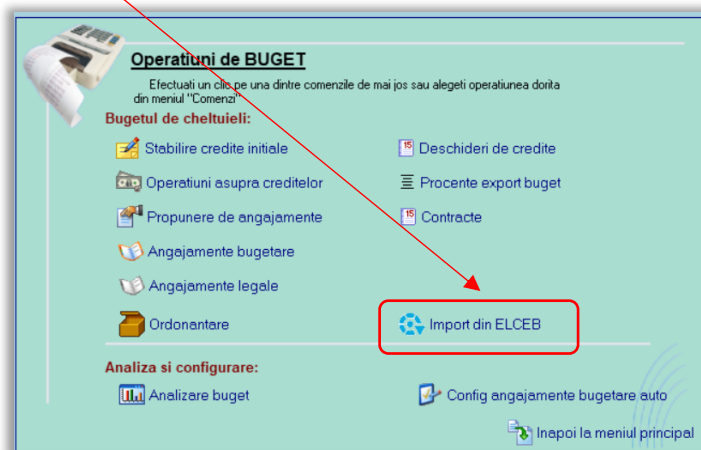 Operatiuni de BUGET
Efectuati un clic pe una dintre comenzile de mai jos sau alegeti operatiunea dorita
din meniul "Comenzi"
Bugetul de cheltuieli:
Stabilire credite initiale
Deschideri de credite
Operatiuni asupra creditelor
Procente export buget
Propunere de angajamente
Contracte
Angajamente bugetare
Angajamente legale
Ordonantare
Import din ELCEB
Analiza si configurare:
Analizare buget
Config angajamente bugetare auto
Inapoi la meniul principal